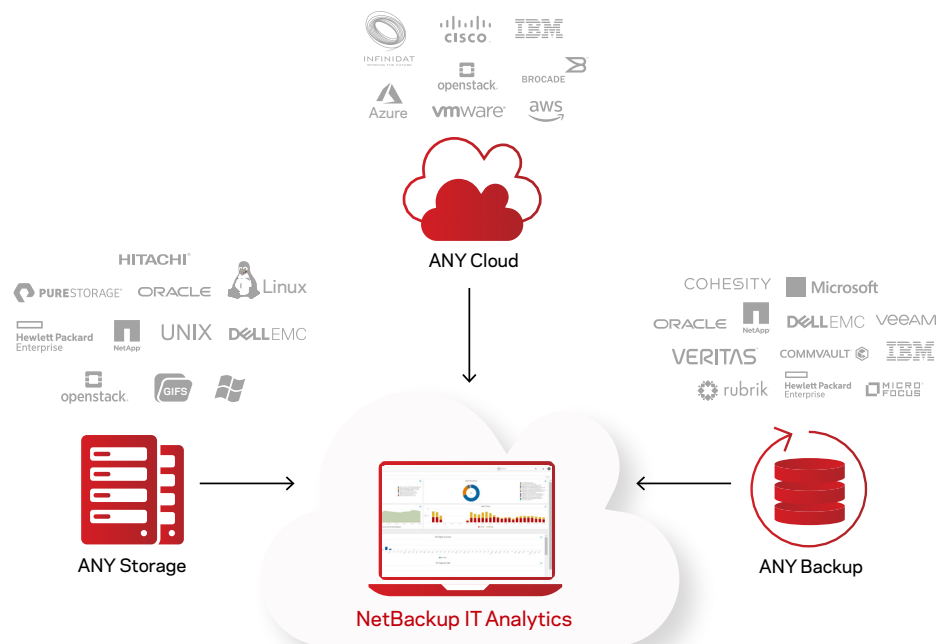 INFINIDAT
CISCO
IBM
openstack.
BROCADE
Azure
vmware®
aws
ANY Cloud
HITACHI®
PURESTORAGE®
ORACLE
Linux
Hewlett Packard
Enterprise
NetApp
UNIX
DELLEMC
openstack.
GIFS
ANY Storage
COHESITY
Microsoft
ORACLE
NetApp
DELLEMC
veeam
VERITAS
COMMVAULT
IBM
rubrik
Hewlett Packard
Enterprise
MICRO
FOCUS
ANY Backup
NetBackup IT Analytics